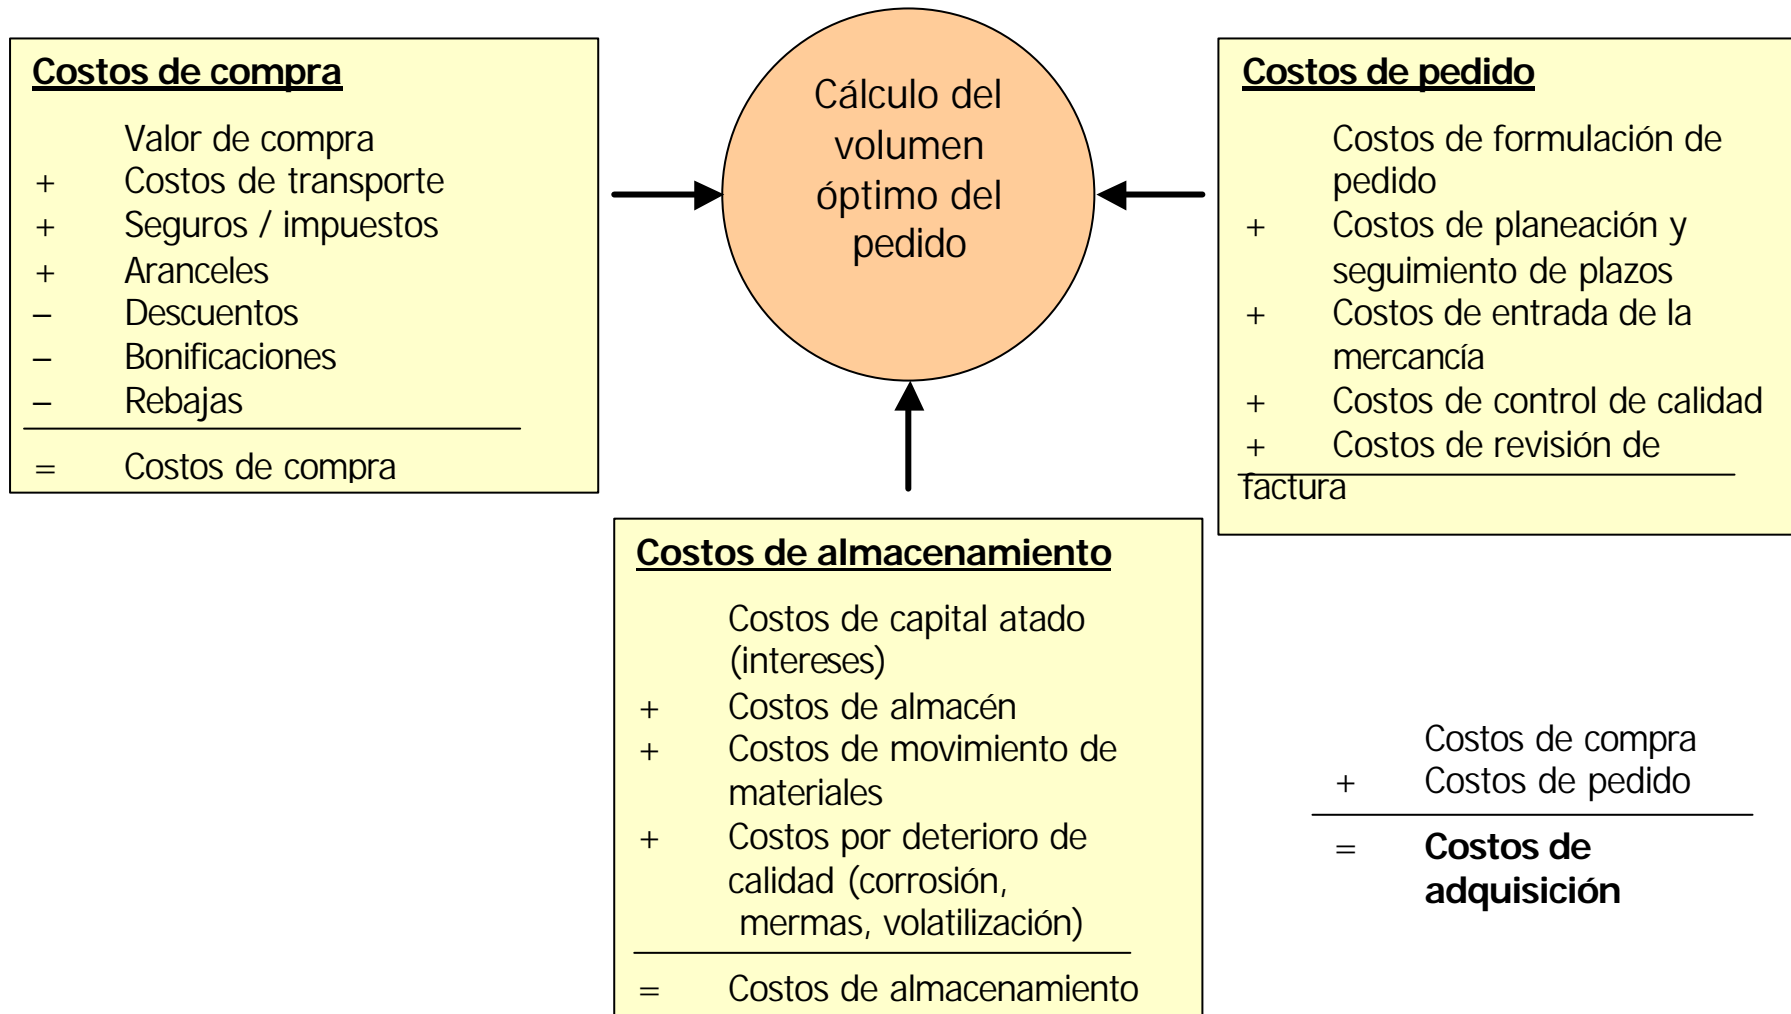 Costos de compra
Valor de compra
+ Costos de transporte
+ Seguros / impuestos
+ Aranceles
– Descuentos
– Bonificaciones
– Rebajas
= Costos de compra
Cálculo del
volumen
óptimo del
pedido
Costos de pedido
Costos de formulación de
pedido
+ Costos de planeación y
seguimiento de plazos
+ Costos de entrada de la
mercancía
+ Costos de control de calidad
+ Costos de revisión de
factura
Costos de almacenamiento
Costos de capital atado
(intereses)
+ Costos de almacén
+ Costos de movimiento de
materiales
+ Costos por deterioro de
calidad (corrosión,
mermas, volatilización)
= Costos de almacenamiento
Costos de compra
+ Costos de pedido
= Costos de
adquisición